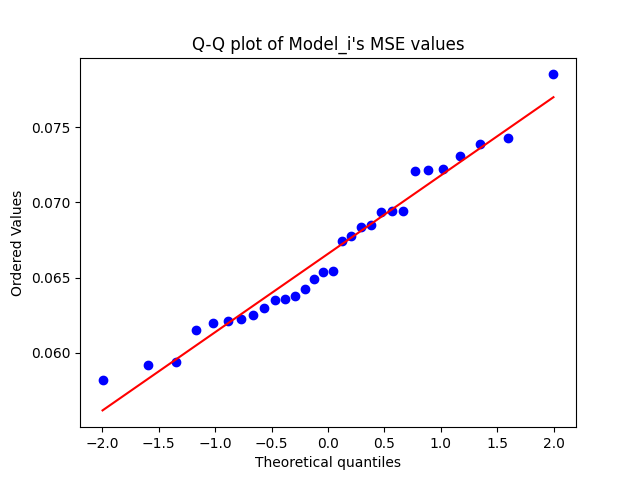 Q-Q plot of Model_i's MSE values
Ordered Values
0.075
0.070
0.065
0.060
−2.0 −1.5 −1.0 −0.5 0.0 0.5 1.0 1.5 2.0
Theoretical quantiles